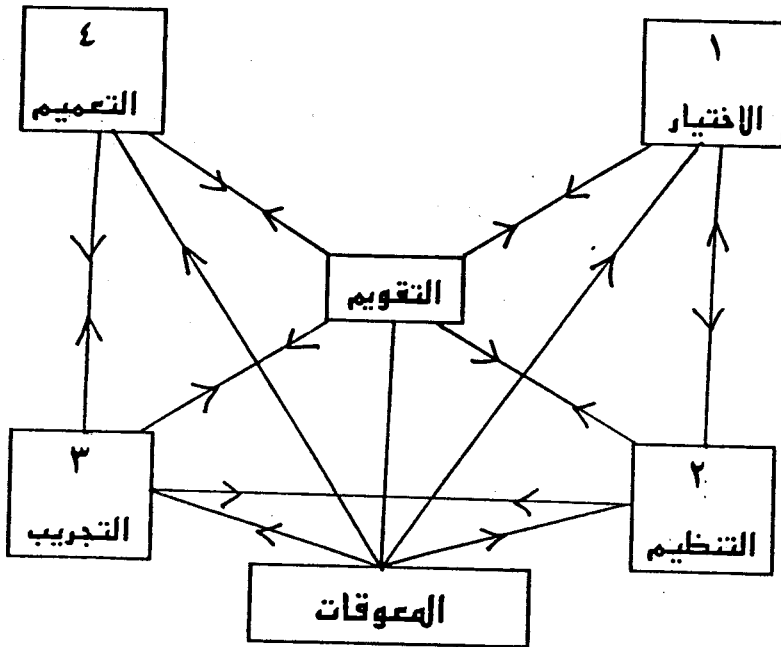 ١
الاختيار
٤
التعميم
التقويم
٢
التنظيم
٣
التجريب
المعوقات